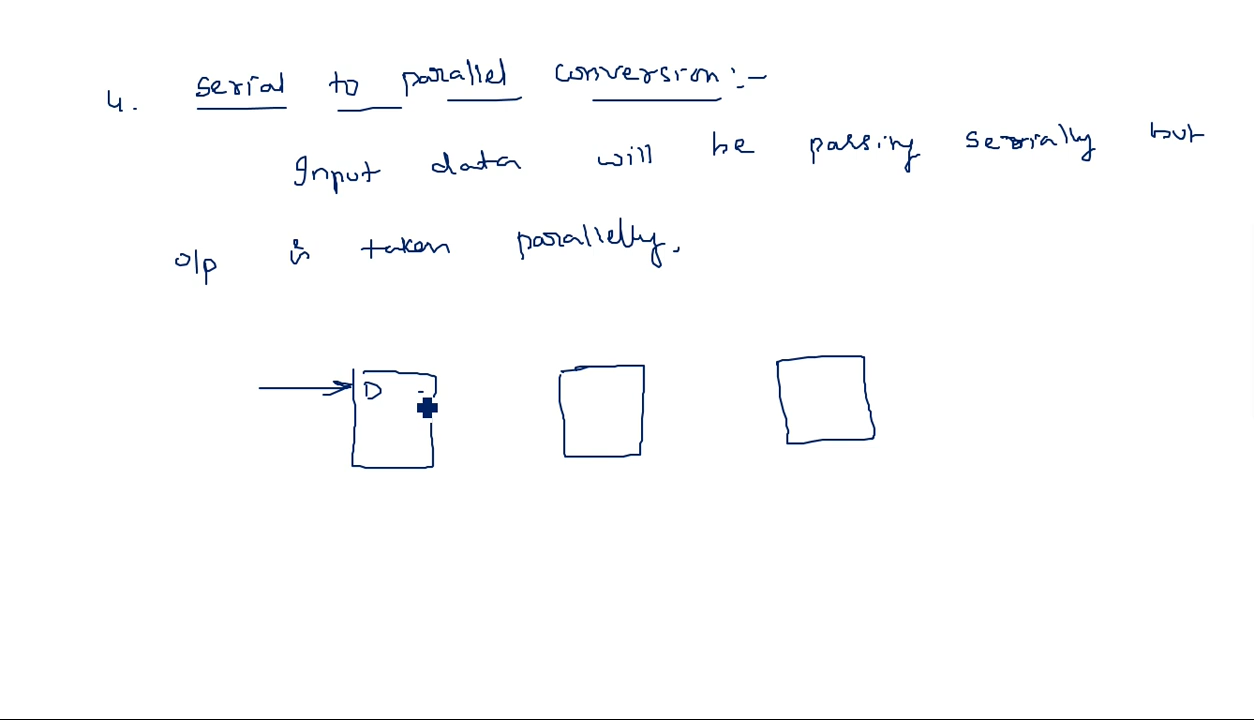 4. Serial to parallel conversion :-
Input data will be passing serially but
o/p is taken parallelly.
D